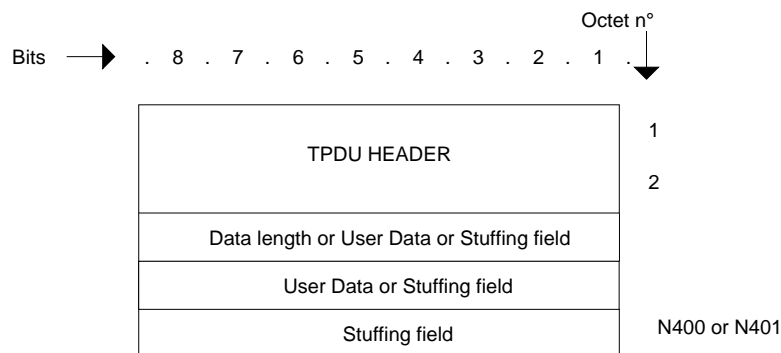 Octet n°
Bits . 8 . 7 . 6 . 5 . 4 . 3 . 2 . 1 .
1
TPDU HEADER
2
Data length or User Data or Stuffing field
User Data or Stuffing field
Stuffing field N400 or N401